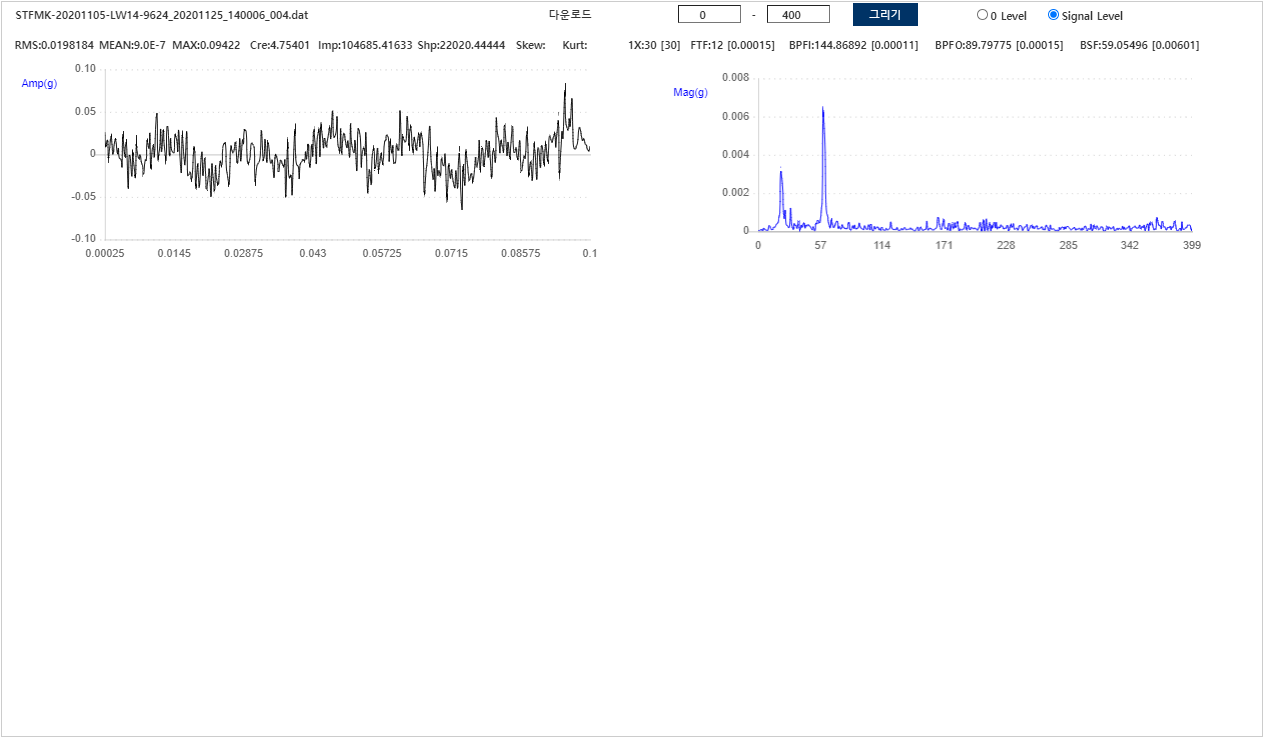 STFMK-20201105-LW14-9624_20201125_140006_004.dat 다운로드 0 - 400 그리기 0 Level Signal Level
RMS:0.0198184 MEAN:9.0E-7 MAX:0.09422 Cre:4.75401 Imp:104685.41633 Shp:22020.44444 Skew: Kurt: 1X:30 [30] FTF:12 [0.00015] BPFI:144.86892 [0.00011] BPFO:89.79775 [0.00015] BSF:59.05496 [0.00601]
Amp(g)
0.10
0.05
0
-0.05
-0.10
0.00025 0.0145 0.02875 0.043 0.05725 0.0715 0.08575 0.1
Mag(g)
0.008
0.006
0.004
0.002
0
0 57 114 171 228 285 342 399